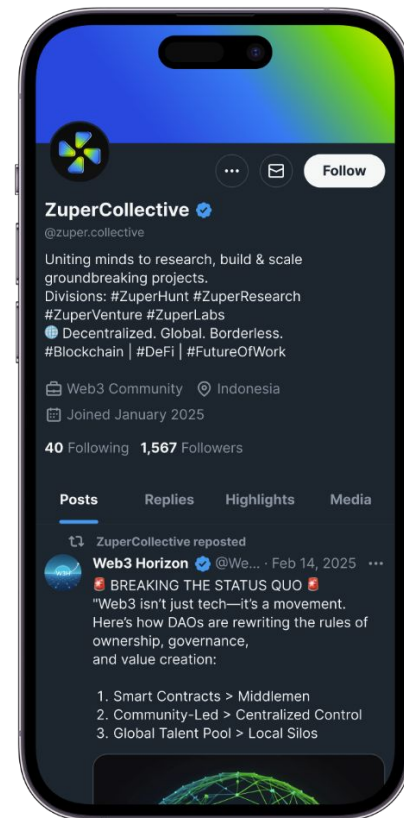 •••
Follow
ZuperCollective
@zuper.collective
Uniting minds to research, build & scale
groundbreaking projects.
Divisions: #ZuperHunt #ZuperResearch
#ZuperVenture #ZuperLabs
🌐 Decentralized. Global. Borderless.
#Blockchain | #DeFi | #FutureOfWork
Web3 Community Indonesia
Joined January 2025
40 Following 1,567 Followers
Posts Replies Highlights Media
ZuperCollective reposted
Web3 Horizon @We... · Feb 14, 2025 •••
🚨 BREAKING THE STATUS QUO 🚨
"Web3 isn't just tech—it's a movement.
Here's how DAOs are rewriting the rules of
ownership, governance,
and value creation:
1. Smart Contracts > Middlemen
2. Community-Led > Centralized Control
3. Global Talent Pool > Local Silos